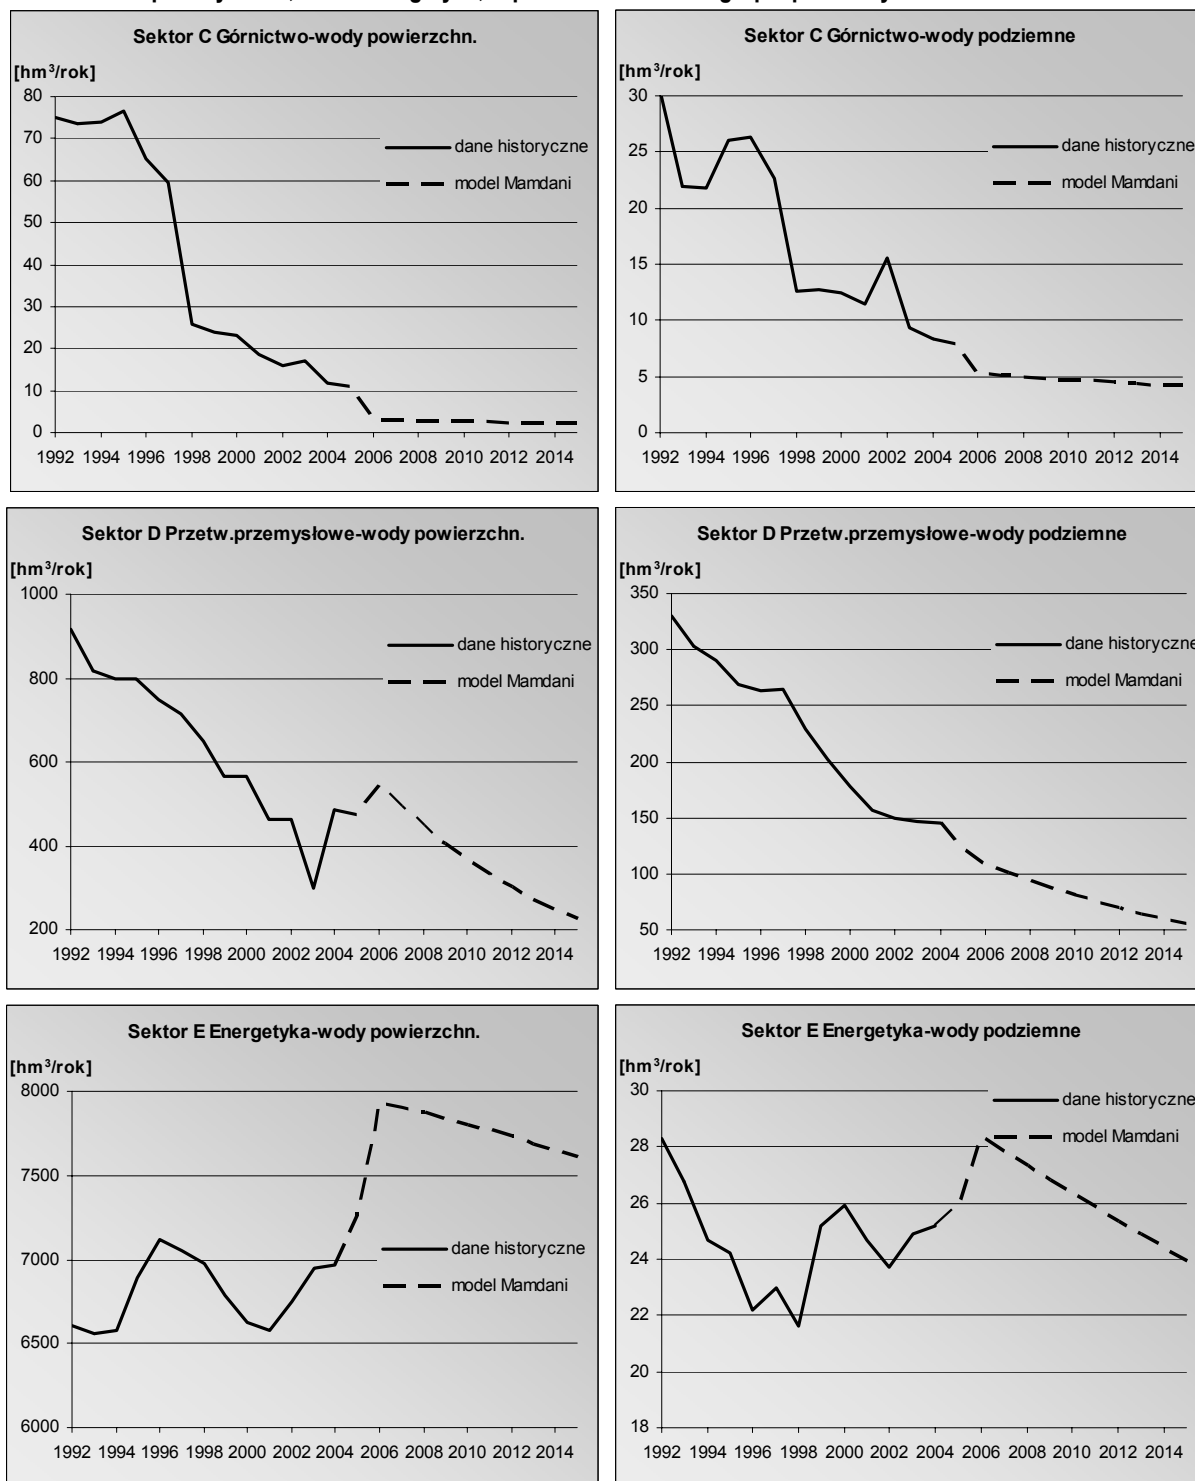 Sektor C Górnictwo-wody powierzchn.
[hm³/rok]
80
70
60
50
40
30
20
10
0
1992 1994 1996 1998 2000 2002 2004 2006 2008 2010 2012 2014
dane historyczne
model Mamdani
Sektor C Górnictwo-wody podziemne
[hm³/rok]
30
25
20
15
10
5
0
1992 1994 1996 1998 2000 2002 2004 2006 2008 2010 2012 2014
dane historyczne
model Mamdani
Sektor D Przetw.przemysłowe-wody powierzchn.
[hm³/rok]
1000
800
600
400
200
1992 1994 1996 1998 2000 2002 2004 2006 2008 2010 2012 2014
dane historyczne
model Mamdani
Sektor D Przetw.przemysłowe-wody podziemne
[hm³/rok]
350
300
250
200
150
100
50
1992 1994 1996 1998 2000 2002 2004 2006 2008 2010 2012 2014
dane historyczne
model Mamdani
Sektor E Energetyka-wody powierzchn.
[hm³/rok]
8000
7500
7000
6500
6000
1992 1994 1996 1998 2000 2002 2004 2006 2008 2010 2012 2014
dane historyczne
model Mamdani
Sektor E Energetyka-wody podziemne
[hm³/rok]
30
28
26
24
22
20
18
1992 1994 1996 1998 2000 2002 2004 2006 2008 2010 2012 2014
dane historyczne
model Mamdani